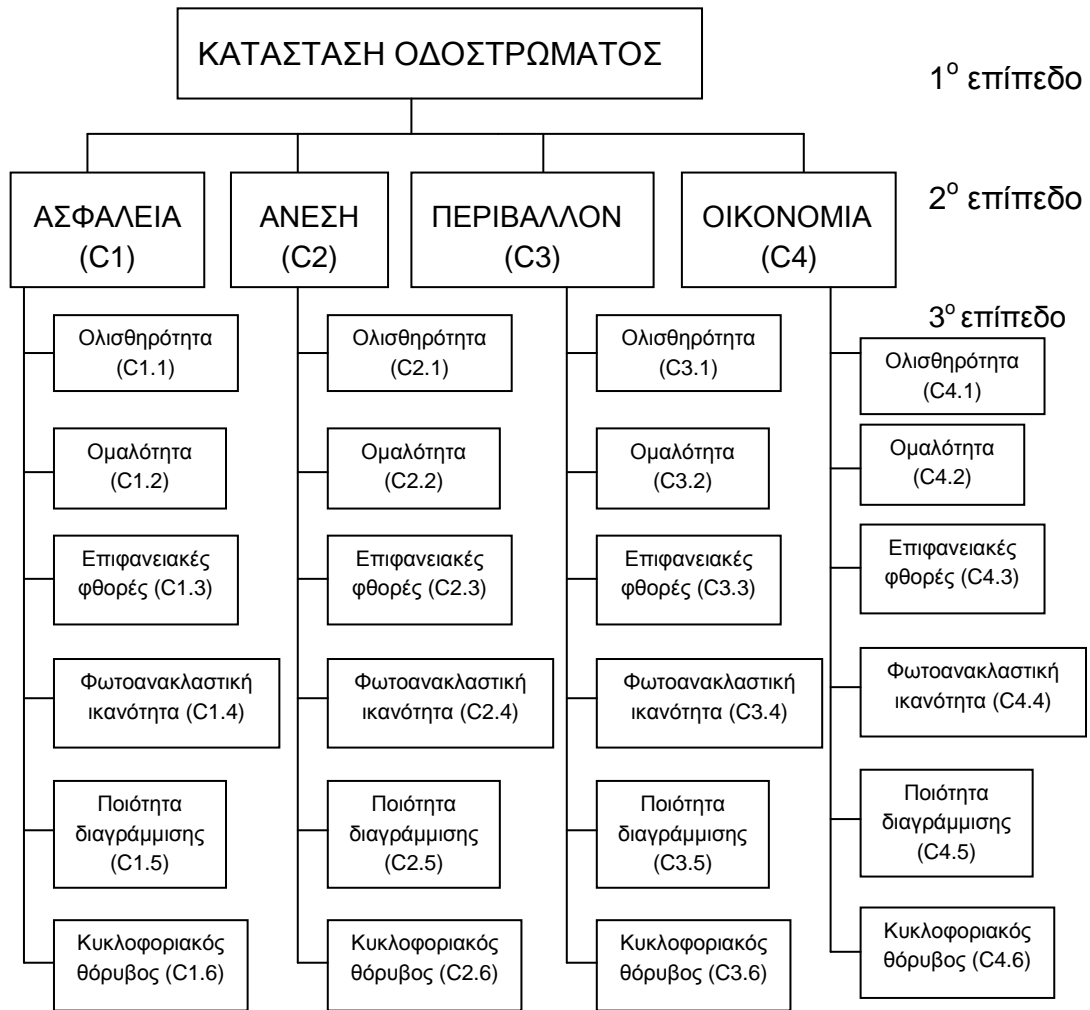 ΚΑΤΑΣΤΑΣΗ ΟΔΟΣΤΡΩΜΑΤΟΣ
1ο επίπεδο
2ο επίπεδο
ΑΣΦΑΛΕΙΑ
(C1)
ΑΝΕΣΗ
(C2)
ΠΕΡΙΒΑΛΛΟΝ
(C3)
ΟΙΚΟΝΟΜΙΑ
(C4)
3ο επίπεδο
Ολισθηρότητα
(C1.1)
Ομαλότητα
(C1.2)
Επιφανειακές
φθορές (C1.3)
Φωτοανακλαστική
ικανότητα (C1.4)
Ποιότητα
διαγράμμισης
(C1.5)
Κυκλοφοριακός
θόρυβος (C1.6)
Ολισθηρότητα
(C2.1)
Ομαλότητα
(C2.2)
Επιφανειακές
φθορές (C2.3)
Φωτοανακλαστική
ικανότητα (C2.4)
Ποιότητα
διαγράμμισης
(C2.5)
Κυκλοφοριακός
θόρυβος (C2.6)
Ολισθηρότητα
(C3.1)
Ομαλότητα
(C3.2)
Επιφανειακές
φθορές (C3.3)
Φωτοανακλαστική
ικανότητα (C3.4)
Ποιότητα
διαγράμμισης
(C3.5)
Κυκλοφοριακός
θόρυβος (C3.6)
Ολισθηρότητα
(C4.1)
Ομαλότητα
(C4.2)
Επιφανειακές
φθορές (C4.3)
Φωτοανακλαστική
ικανότητα (C4.4)
Ποιότητα
διαγράμμισης
(C4.5)
Κυκλοφοριακός
θόρυβος (C4.6)